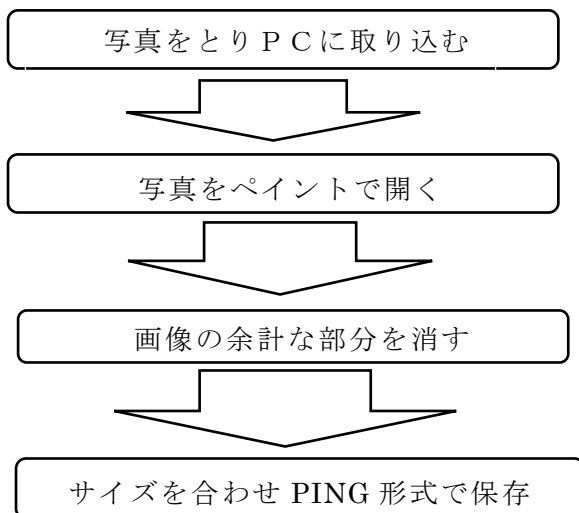 写真をとりPCに取り込む
写真をペイントで開く
画像の余計な部分を消す
サイズを合わせ PING 形式で保存